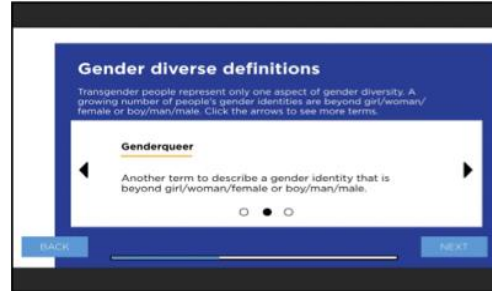 Gender diverse definitions
Transgender people represent only one aspect of gender diversity. A
growing number of people's gender identities are beyond girl/woman/
female or boy/man/male. Click the arrows to see more terms.
Genderqueer
Another term to describe a gender identity that is
beyond girl/woman/female or boy/man/male.
BACK
NEXT